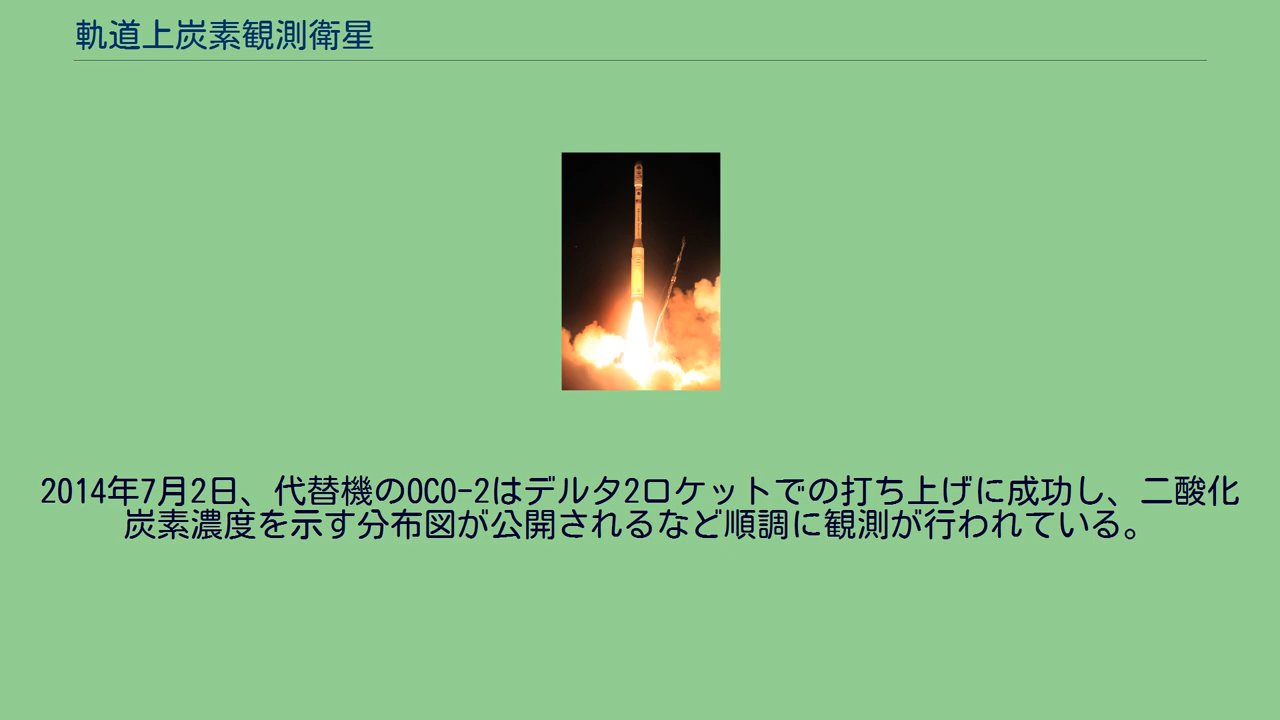 軌道上炭素観測衛星
2014年7月2日、代替機のOCO-2はデルタ2ロケットでの打ち上げに成功し、二酸化
炭素濃度を示す分布図が公開されるなど順調に観測が行われている。